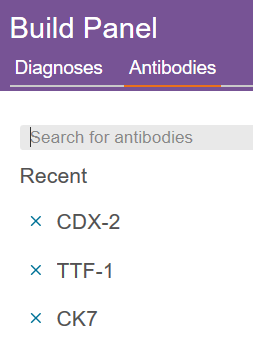 Build Panel
Diagnoses Antibodies
Search for antibodies
Recent
× CDX-2
× TTF-1
× CK7